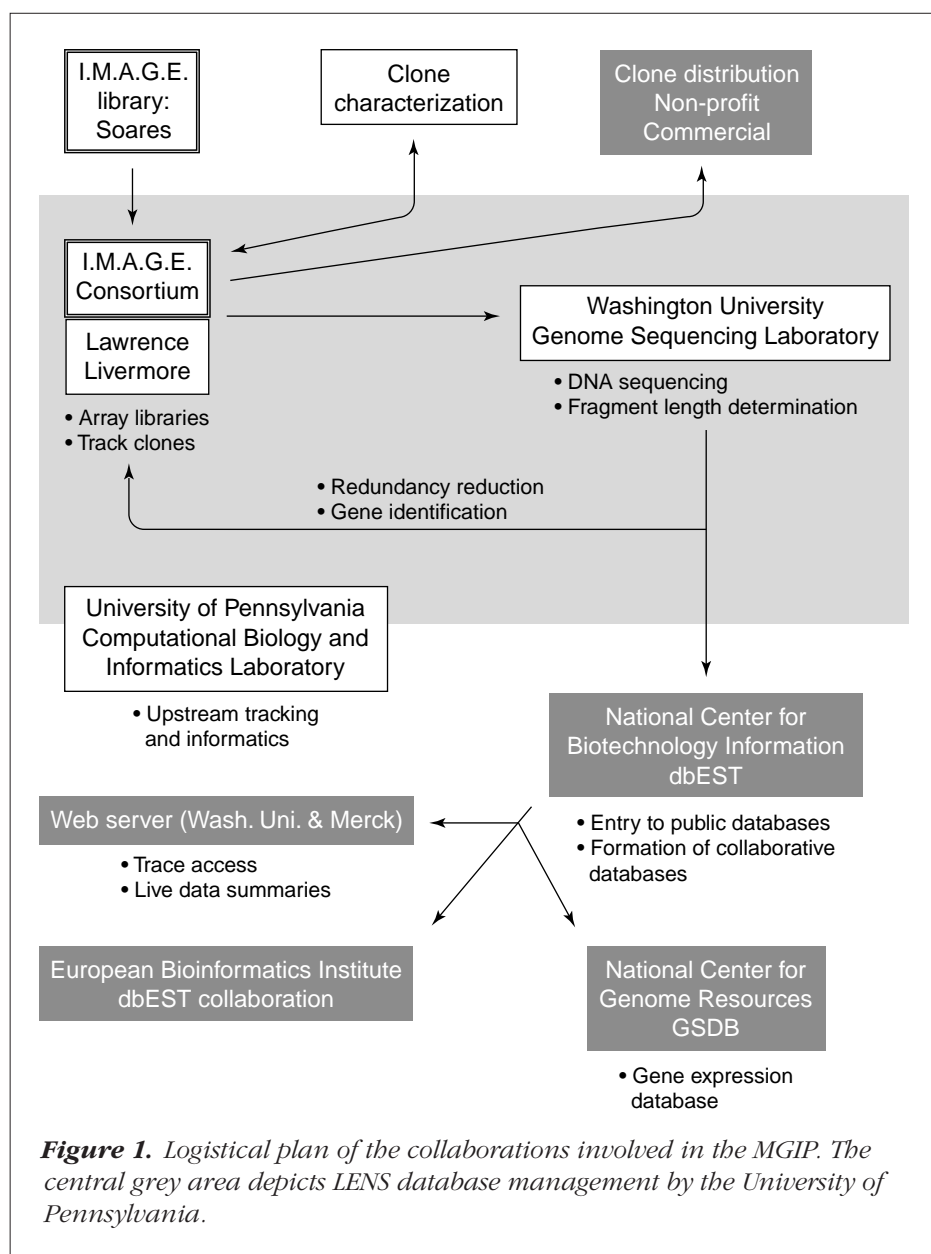 I.M.A.G.E.
library:
Soares
Clone
characterization
Clone distribution
Non-profit
Commercial
I.M.A.G.E.
Consortium
Lawrence
Livermore
• Array libraries
• Track clones
Washington University
Genome Sequencing Laboratory
• DNA sequencing
• Fragment length determination
• Redundancy reduction
• Gene identification
University of Pennsylvania
Computational Biology and
Informatics Laboratory
• Upstream tracking
and informatics
National Center for
Biotechnology Information
dbEST
• Entry to public databases
• Formation of collaborative
databases
Web server (Wash. Uni. & Merck)
• Trace access
• Live data summaries
European Bioinformatics Institute
dbEST collaboration
National Center for
Genome Resources
GSDB
• Gene expression
database
Figure 1. Logistical plan of the collaborations involved in the MGIP. The
central grey area depicts LENS database management by the University of
Pennsylvania.